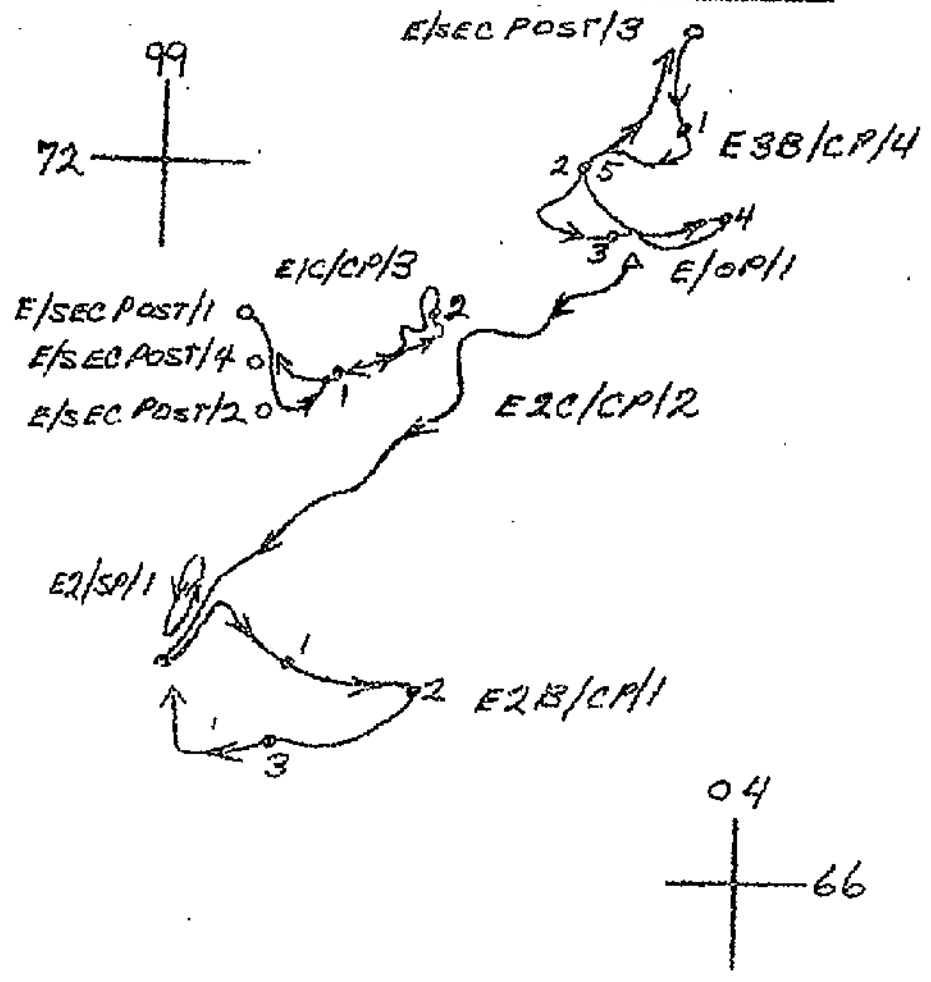 E/SEC POST/3
99
72
1
E3B/CP/4
2 5
4
3
E/OP/1
E1C/CP/3
E/SEC POST/1
2
E/SEC POST/4
1
E/SEC POST/2
E2C/CP/2
E2/SP/1
1
2
E2B/CP/1
3
04
66